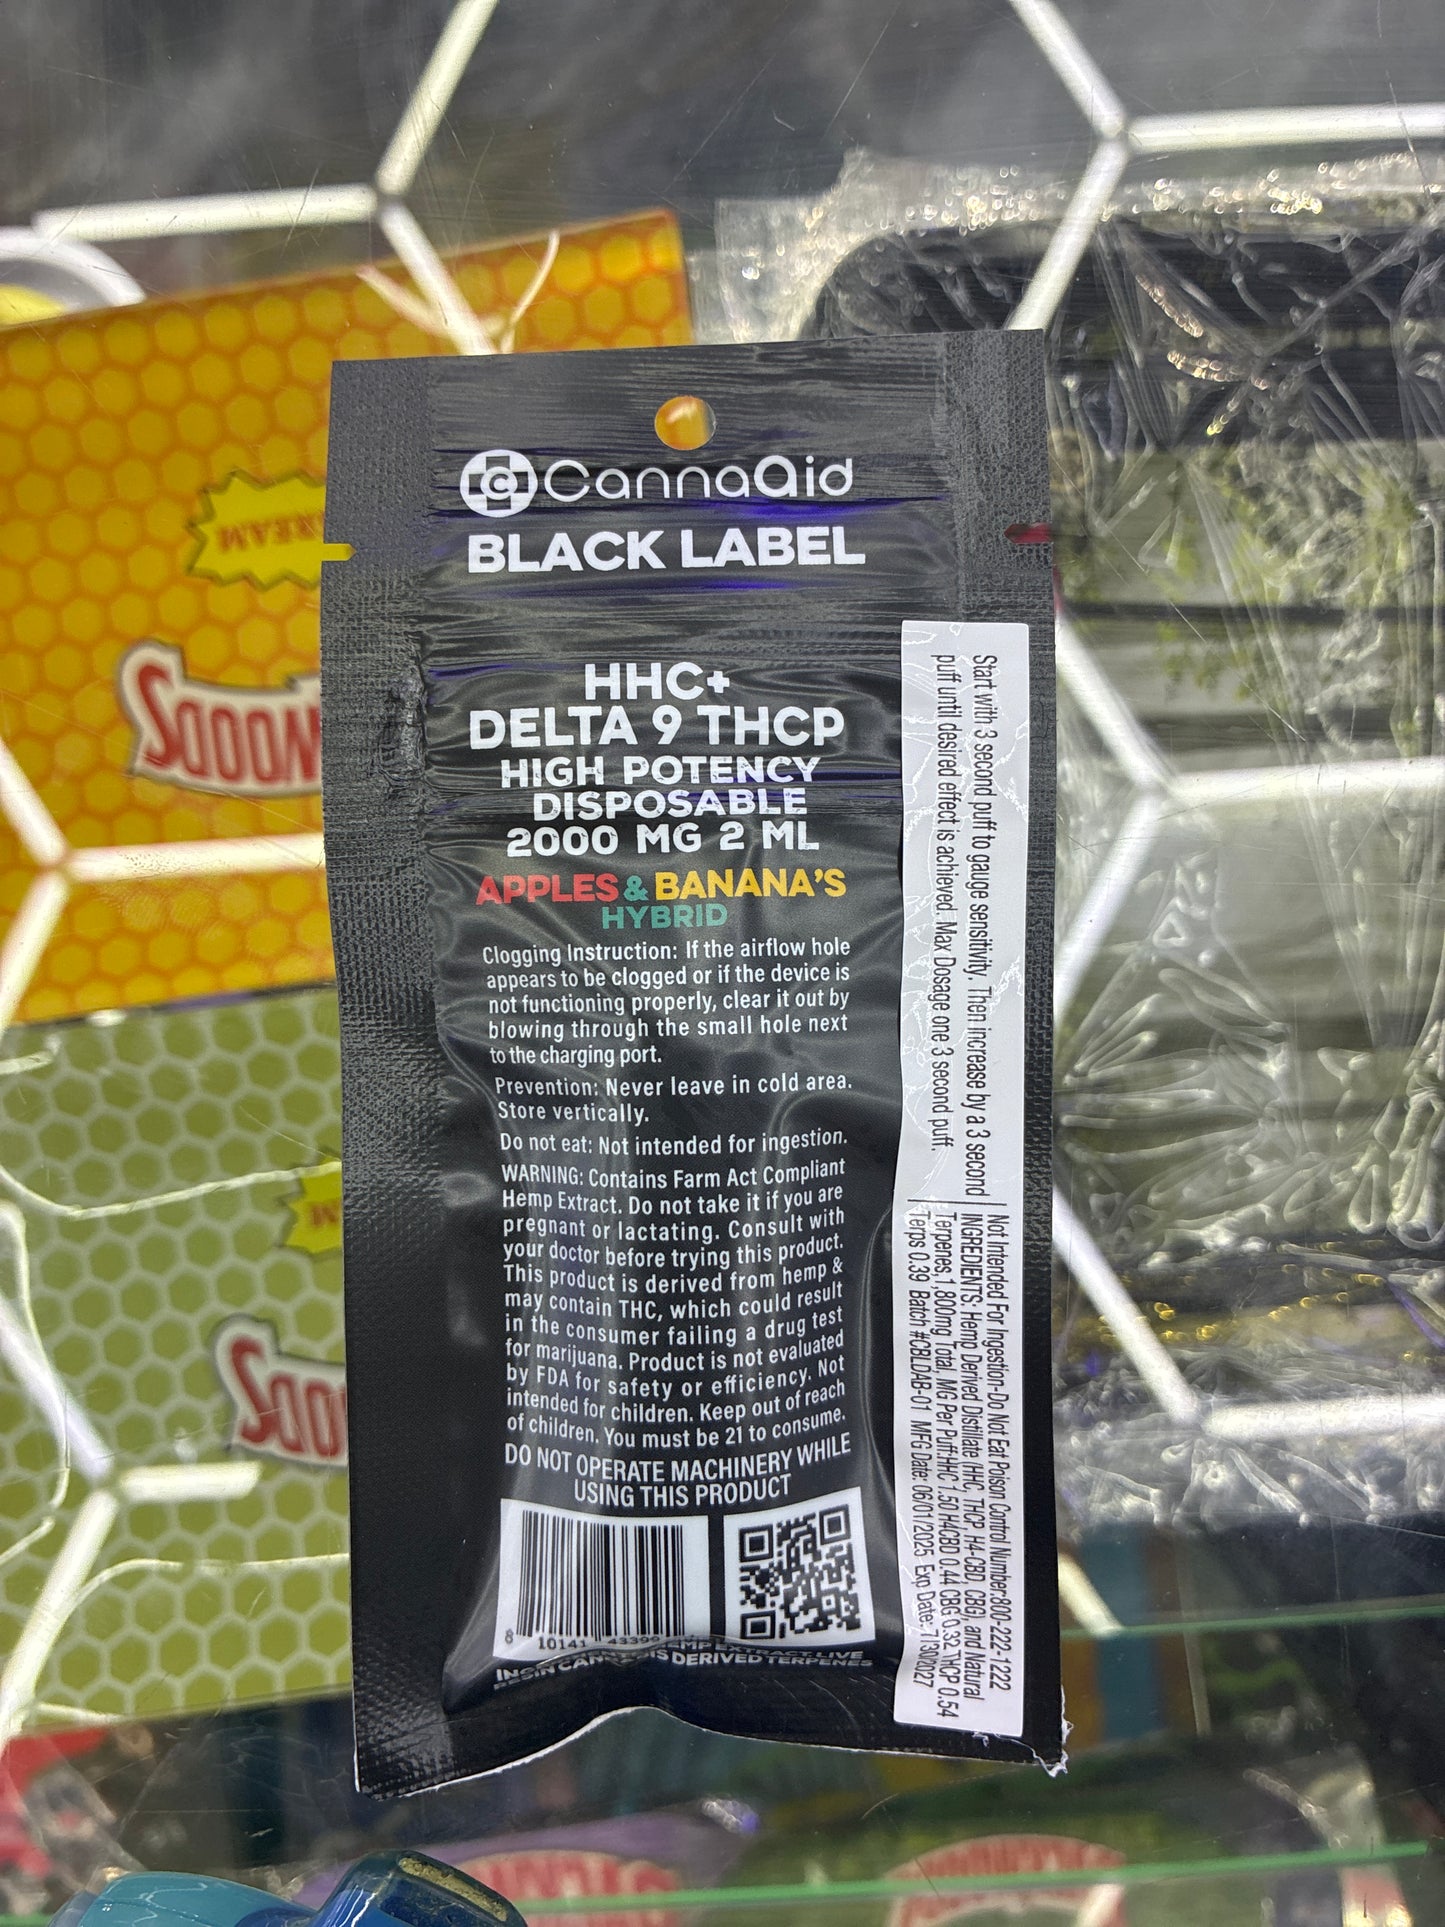 CannaAid
BLACK LABEL
HHC+
DELTA 9 THCP
HIGH POTENCY
DISPOSABLE
2000 MG 2 ML
APPLES & BANANA'S
HYBRID
Clogging Instruction: If the airflow hole
appears to be clogged or if the device is
not functioning properly, clear it out by
blowing through the small hole next
to the charging port.
Prevention: Never leave in cold area.
Store vertically.
Do not eat: Not intended for ingestion.
WARNING: Contains Farm Act Compliant
Hemp Extract. Do not take it if you are
pregnant or lactating. Consult with
your doctor before trying this product.
This product is derived from hemp &
may contain THC, which could result
in the consumer failing a drug test
for marijuana. Product is not evaluated
by FDA for safety or efficiency. Not
intended for children. Keep out of reach
of children. You must be 21 to consume.
DO NOT OPERATE MACHINERY WHILE
USING THIS PRODUCT
8 10141 43399
HEMP EXTRACT, LIVE
RESIN CANNABIS DERIVED TERPENES
Start with 3 second puff to gauge sensitivity. Then increase by a 3 second
puff until desired effect is achieved. Max Dosage one 3 second puff.
Not Intended For Ingestion-Do Not Eat Poison Control Number:800-222-1222
INGREDIENTS: Hemp Derived Distillate (HHC, THCP, H4-CBD, CBG) and Natural
Terpenes,1,800mg Total, MG Per Puff:HHC 1.50 H4CBD 0.44 CBG 0.32 THCP 0.54
Terps 0.39 Batch #CBLDAB-01 MFG Date: 06/01/2025 Exp Date: 7/30/2027
CREAM